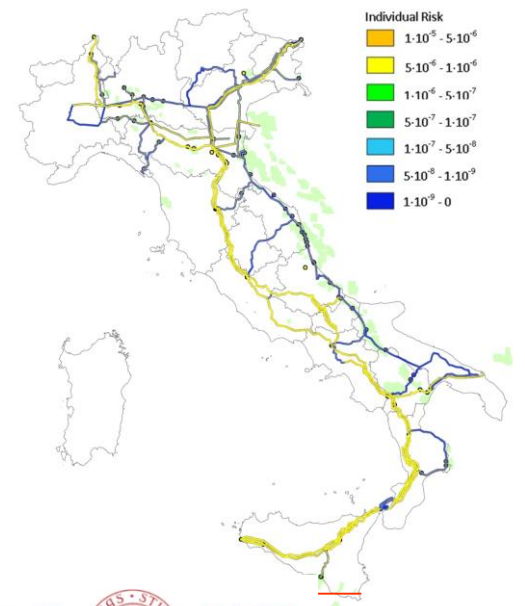 Individual Risk
1·10⁻⁵ - 5·10⁻⁶
5·10⁻⁶ - 1·10⁻⁶
1·10⁻⁶ - 5·10⁻⁷
5·10⁻⁷ - 1·10⁻⁷
1·10⁻⁷ - 5·10⁻⁸
5·10⁻⁸ - 1·10⁻⁹
1·10⁻⁹ - 0